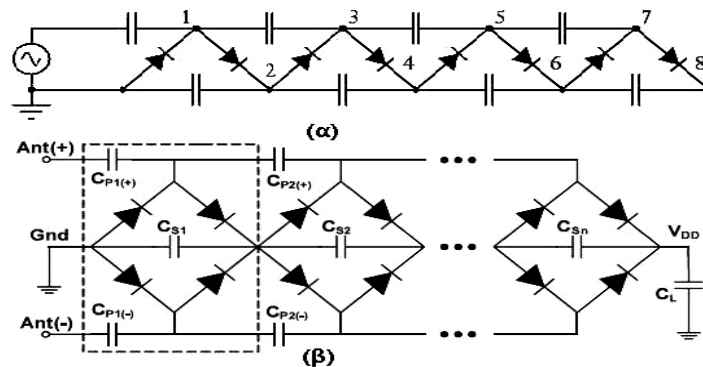 1 3 5 7
2 4 6 8
(α)
Ant(+)
CP1(+) CP2(+)
Gnd CS1 CS2 CSn VDD
CL
CP1(-) CP2(-)
Ant(-)
(β)